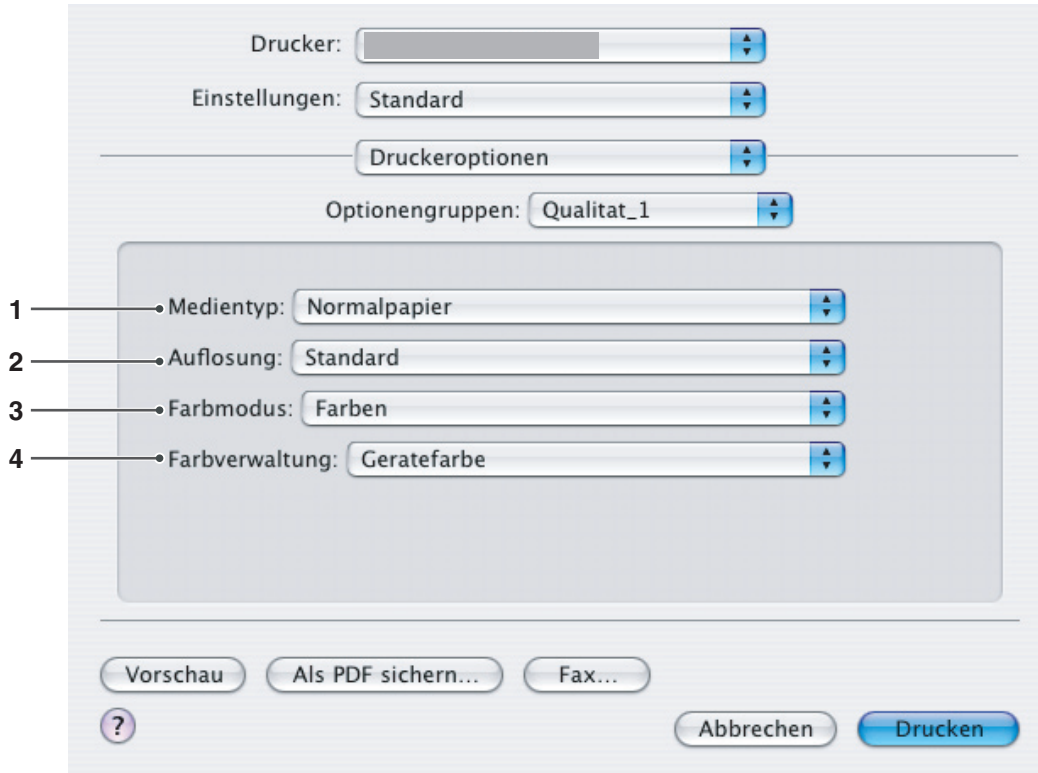 Drucker:
Einstellungen: Standard
Druckeroptionen
Optionengruppen: Qualitat_1
1 Medientyp: Normalpapier
2 Auflosung: Standard
3 Farbmodus: Farben
4 Farbverwaltung: Geratefarbe
Vorschau Als PDF sichern... Fax...
? Abbrechen Drucken